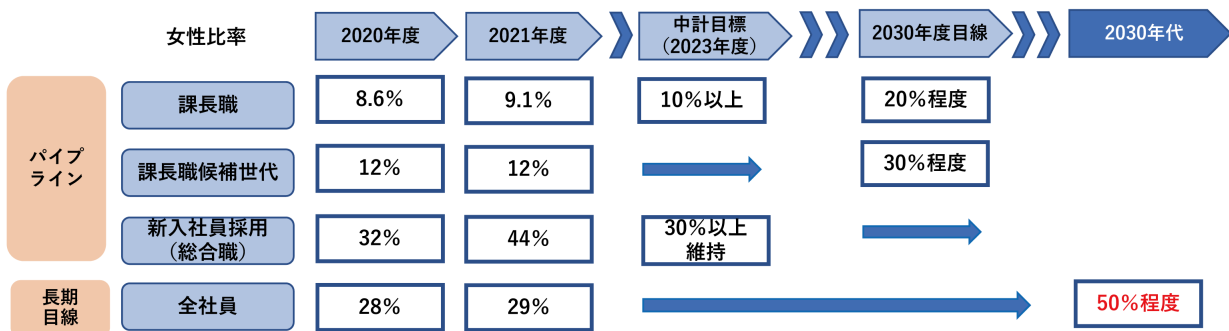 女性比率
2020年度
2021年度
中計目標
（2023年度）
2030年度目線
2030年代
パイプ
ライン
課長職
8.6%
9.1%
10%以上
20%程度
課長職候補世代
12%
12%
30%程度
新入社員採用
（総合職）
32%
44%
30%以上
維持
長期
目線
全社員
28%
29%
50%程度